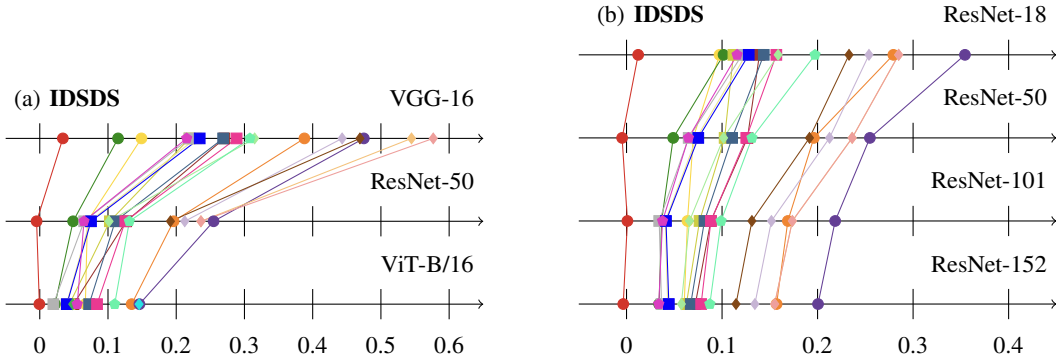 (a) IDSDS
VGG-16
ResNet-50
ViT-B/16
0 0.1 0.2 0.3 0.4 0.5 0.6
(b) IDSDS
ResNet-18
ResNet-50
ResNet-101
ResNet-152
0 0.1 0.2 0.3 0.4